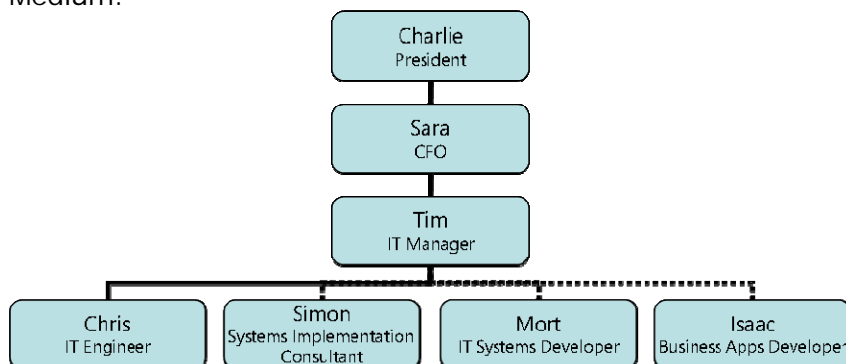 Medium:
Charlie
President
Sara
CFO
Tim
IT Manager
Chris
IT Engineer
Simon
Systems Implementation
Consultant
Mort
IT Systems Developer
Isaac
Business Apps Developer